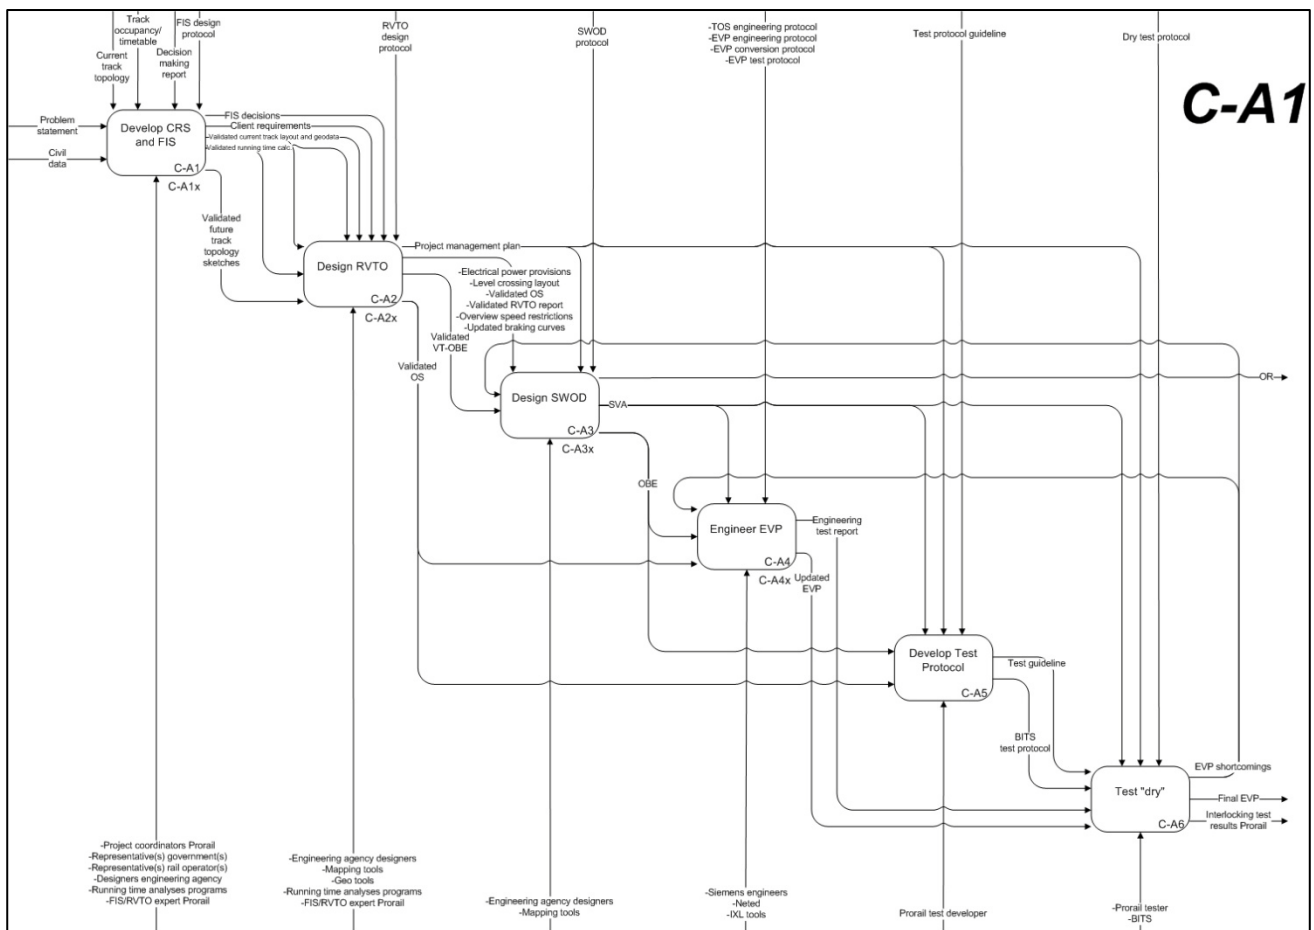 Track
occupancy/
timetable
FIS design
protocol
Current
track
topology
Decision
making
report
RVTO
design
protocol
SWOD
protocol
-TOS engineering protocol
-EVP engineering protocol
-EVP conversion protocol
-EVP test protocol
Test protocol guideline
Dry test protocol
C-A1
Problem
statement
Civil
data
Develop CRS
and FIS
C-A1
C-A1x
FIS decisions
Client requirements
Validated current track layout and geodata
Validated running time calc.
Validated
future
track
topology
sketches
Design RVTO
C-A2
C-A2x
Project management plan
-Electrical power provisions
-Level crossing layout
-Validated OS
-Validated RVTO report
-Overview speed restrictions
-Updated braking curves
Validated
VT-OBE
Validated
OS
Design SWOD
C-A3
C-A3x
OR
SVA
OBE
Engineer EVP
C-A4
C-A4x
Engineering
test report
Updated
EVP
Develop Test
Protocol
C-A5
Test guideline
BITS
test protocol
Test "dry"
C-A6
EVP shortcomings
Final EVP
Interlocking test
results Prorail
-Project coordinators Prorail
-Representative(s) government(s)
-Representative(s) rail operator(s)
-Designers engineering agency
-Running time analyses programs
-FIS/RVTO expert Prorail
-Engineering agency designers
-Mapping tools
-Geo tools
-Running time analyses programs
-FIS/RVTO expert Prorail
-Engineering agency designers
-Mapping tools
-Siemens engineers
-Neted
-IXL tools
Prorail test developer
-Prorail tester
-BITS